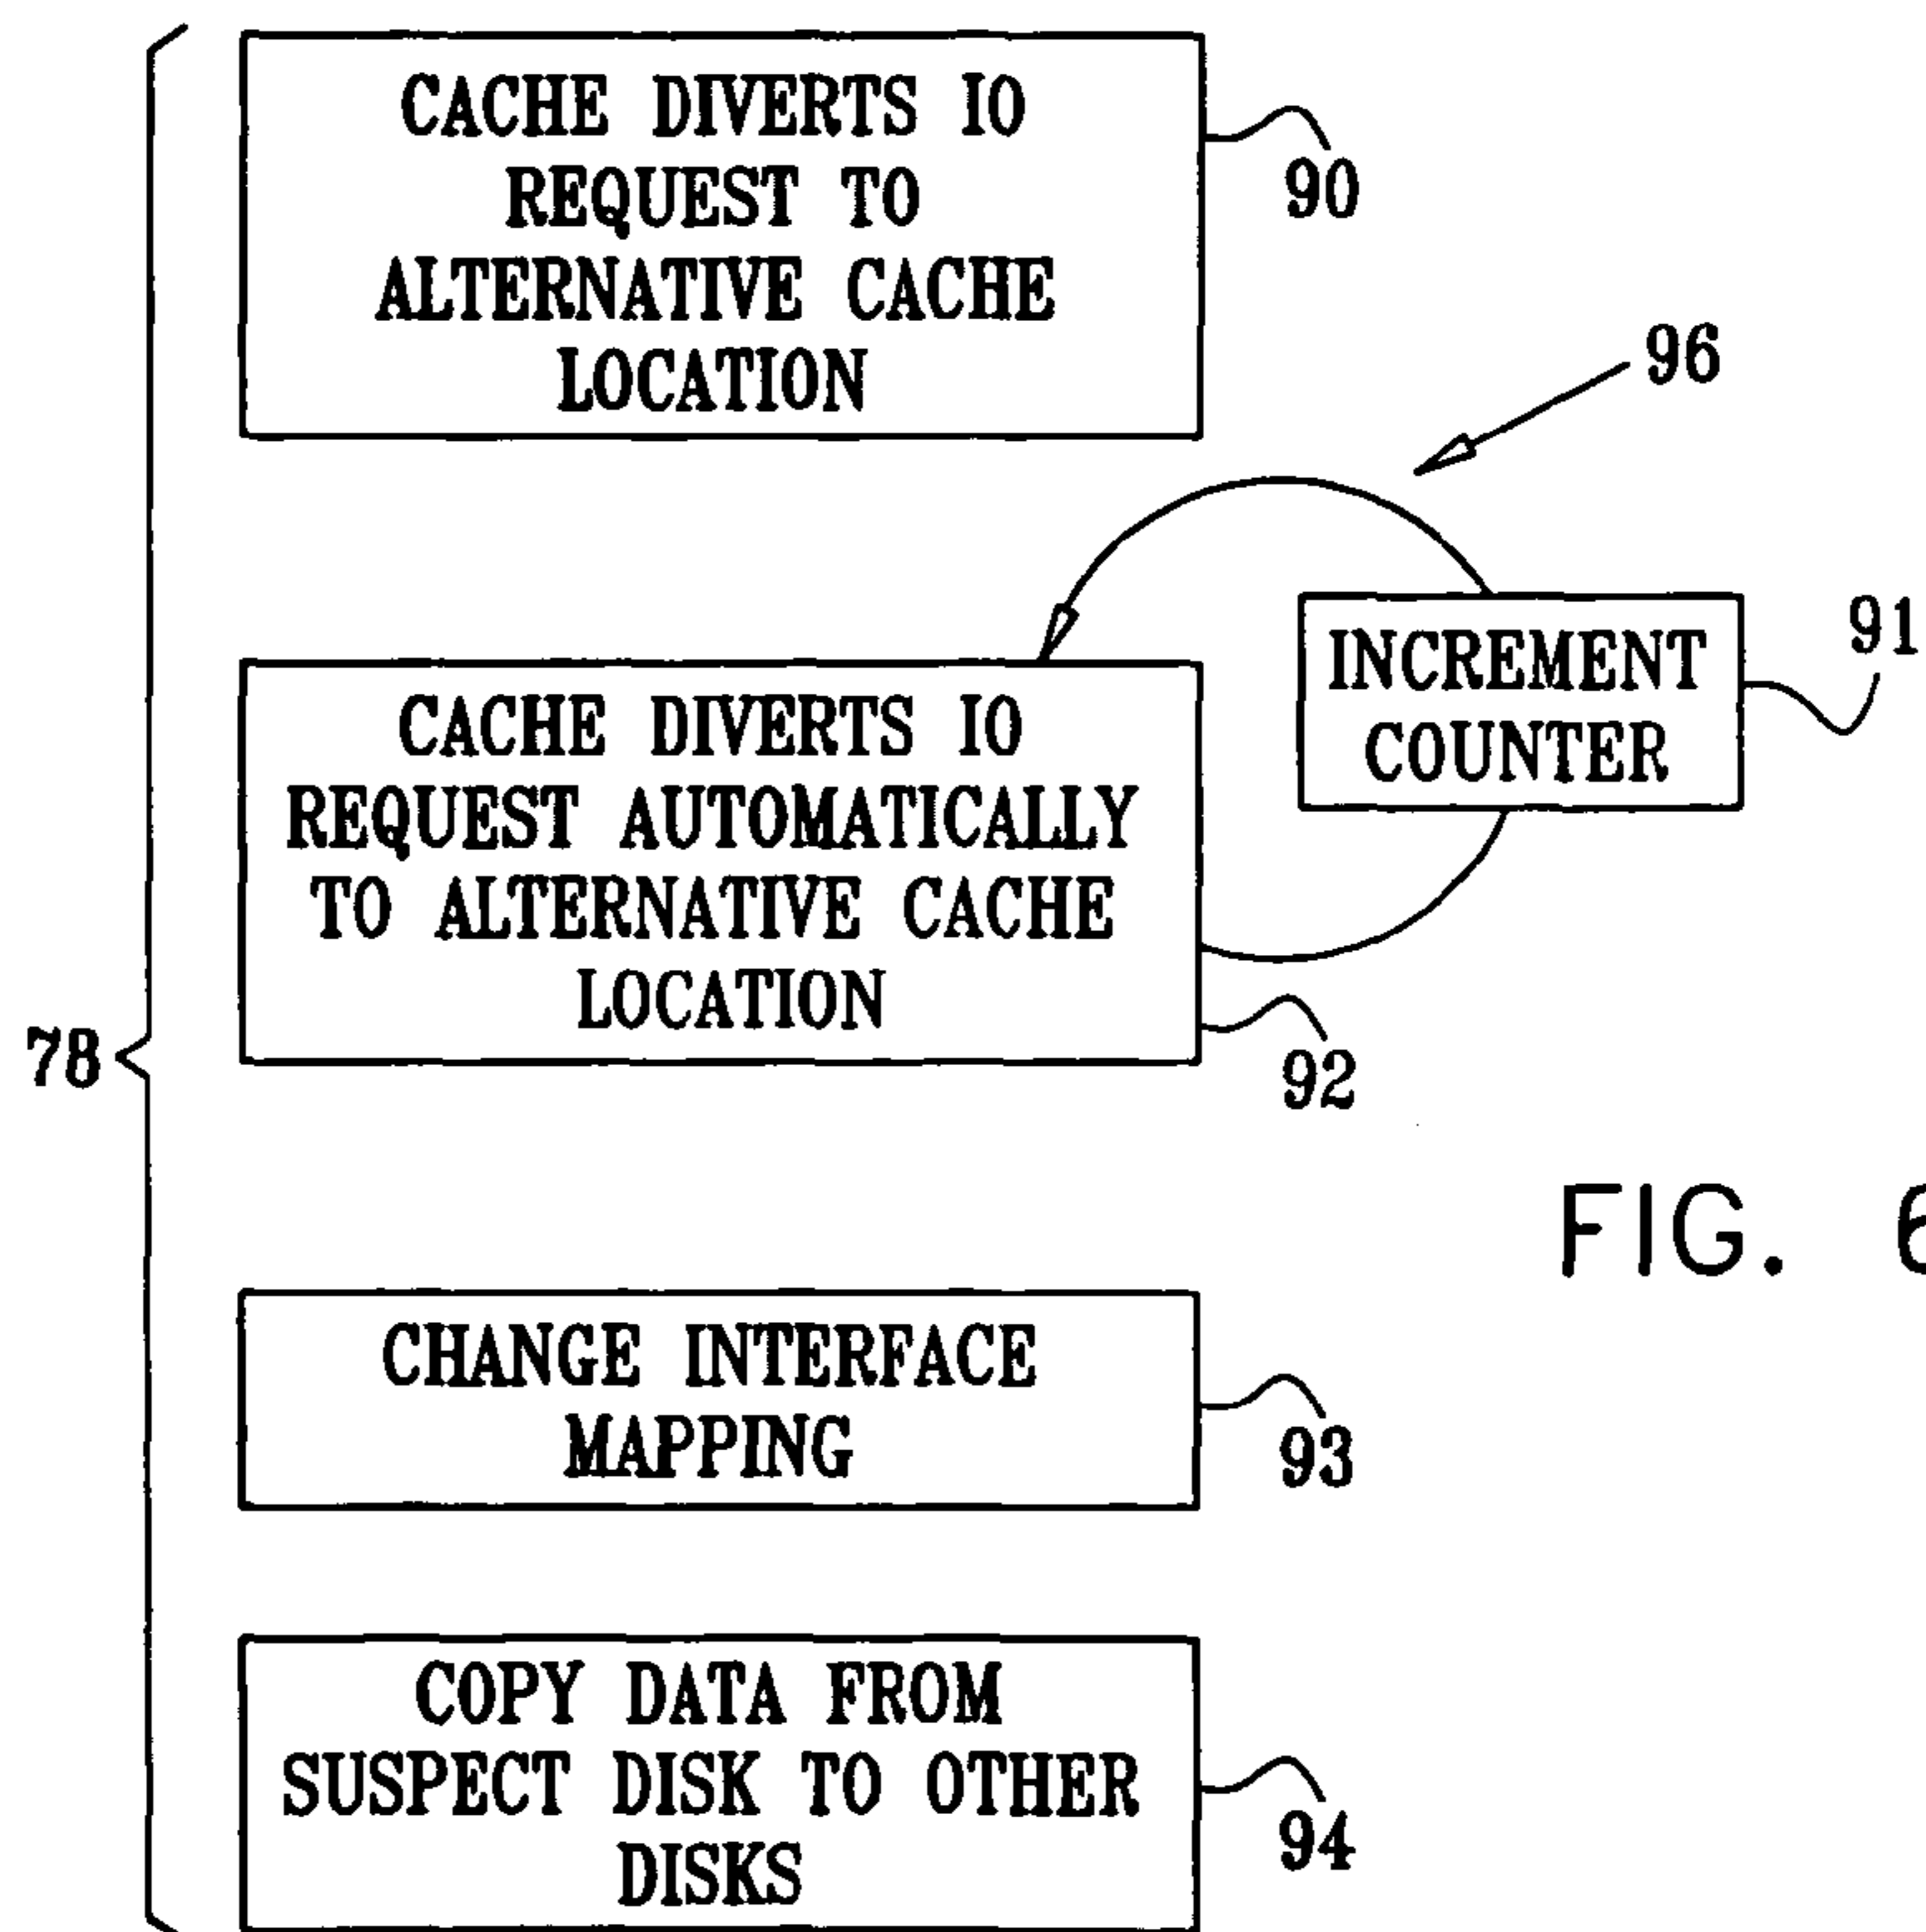 CACHE DIVERTS IO
REQUEST TO
ALTERNATIVE CACHE
LOCATION
90
96
INCREMENT
COUNTER
91
CACHE DIVERTS IO
REQUEST AUTOMATICALLY
TO ALTERNATIVE CACHE
LOCATION
92
78
FIG. 6
CHANGE INTERFACE
MAPPING
93
COPY DATA FROM
SUSPECT DISK TO OTHER
DISKS
94